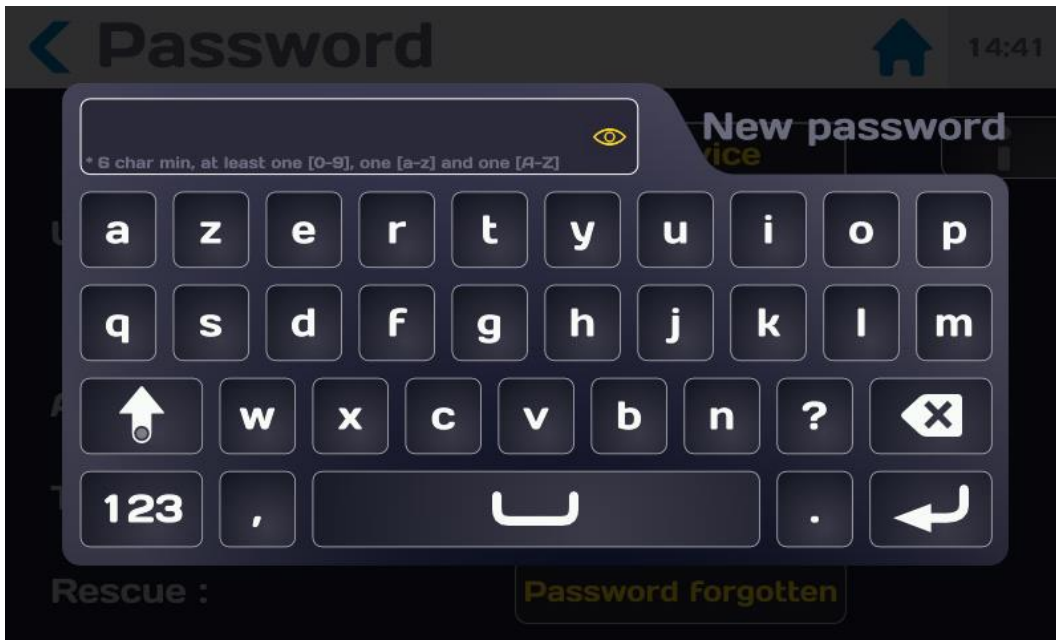 Password
14:41
New password
* 6 char min, at least one [0-9], one [a-z] and one [A-Z]
a z e r t y u i o p
q s d f g h j k l m
w x c v b n ?
123 , .
Rescue :
Password forgotten